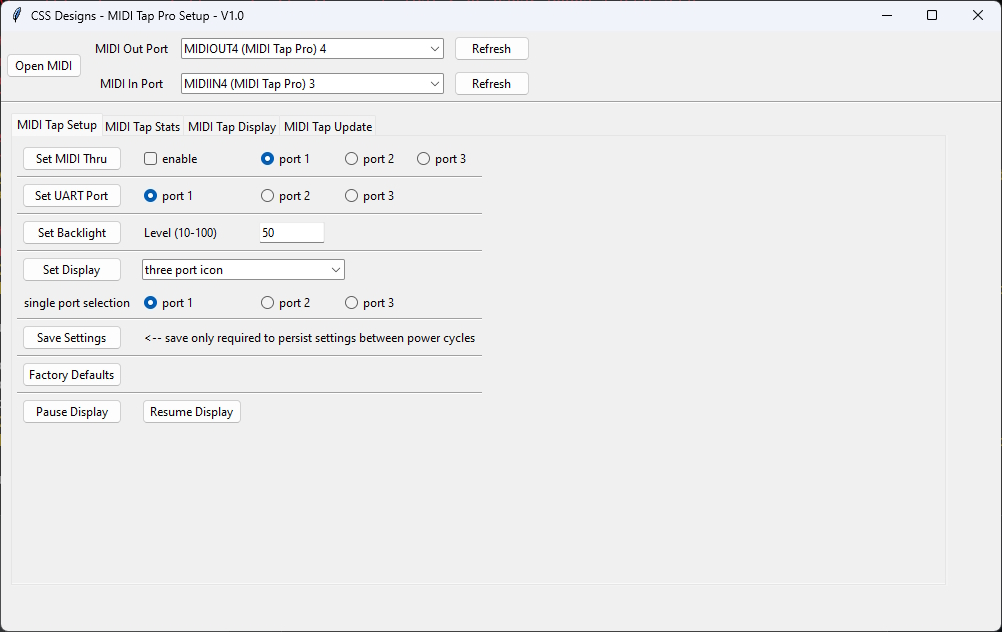 CSS Designs - MIDI Tap Pro Setup - V1.0
MIDI Out Port MIDIOUT4 (MIDI Tap Pro) 4 Refresh
Open MIDI
MIDI In Port MIDIIN4 (MIDI Tap Pro) 3 Refresh
MIDI Tap Setup MIDI Tap Stats MIDI Tap Display MIDI Tap Update
Set MIDI Thru enable port 1 port 2 port 3
Set UART Port port 1 port 2 port 3
Set Backlight Level (10-100) 50
Set Display three port icon
single port selection port 1 port 2 port 3
Save Settings <-- save only required to persist settings between power cycles
Factory Defaults
Pause Display Resume Display